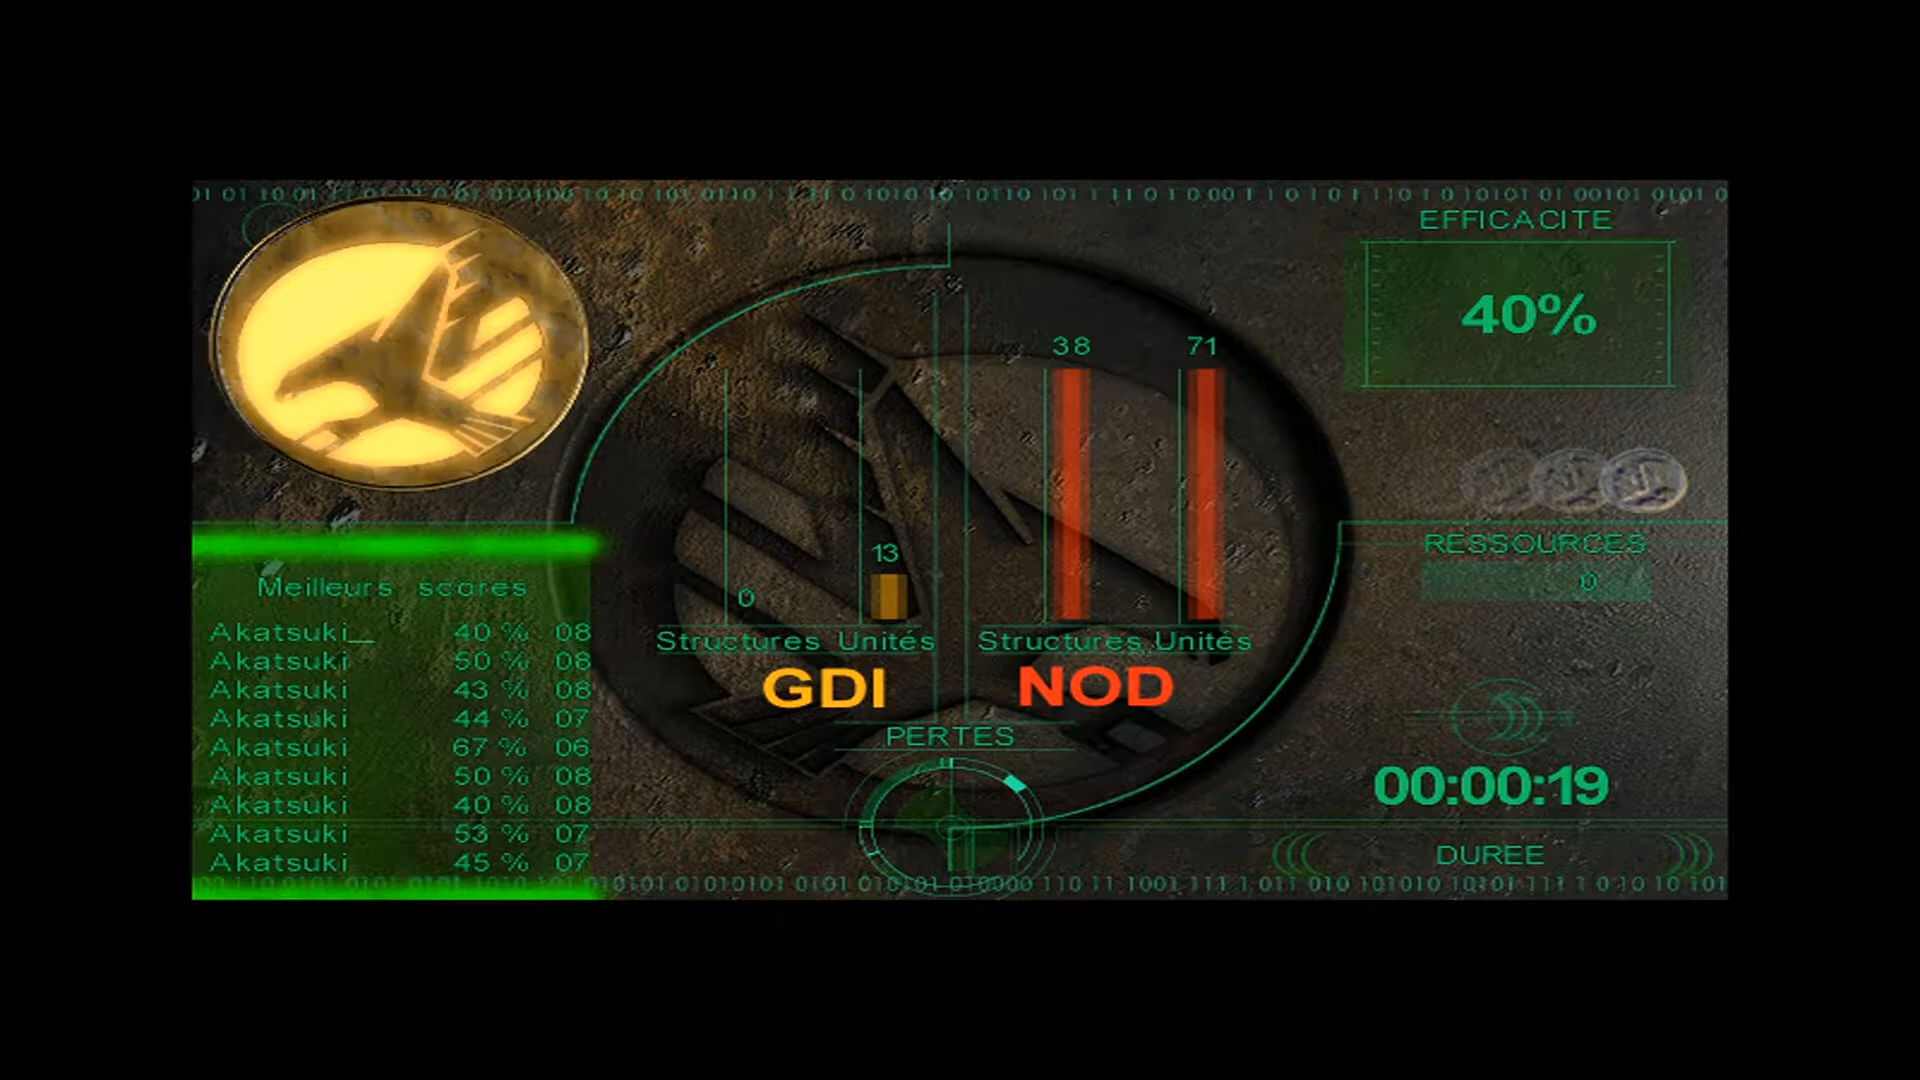 EFFICACITE
40%
38
71
13
0
Structures Unités
Structures Unités
GDI
NOD
PERTES
RESSOURCES
0
00:00:19
DUREE
Meilleurs scores
Akatsuki_ 40 % 08
Akatsuki 50 % 08
Akatsuki 43 % 08
Akatsuki 44 % 07
Akatsuki 67 % 06
Akatsuki 50 % 08
Akatsuki 40 % 08
Akatsuki 53 % 07
Akatsuki 45 % 07